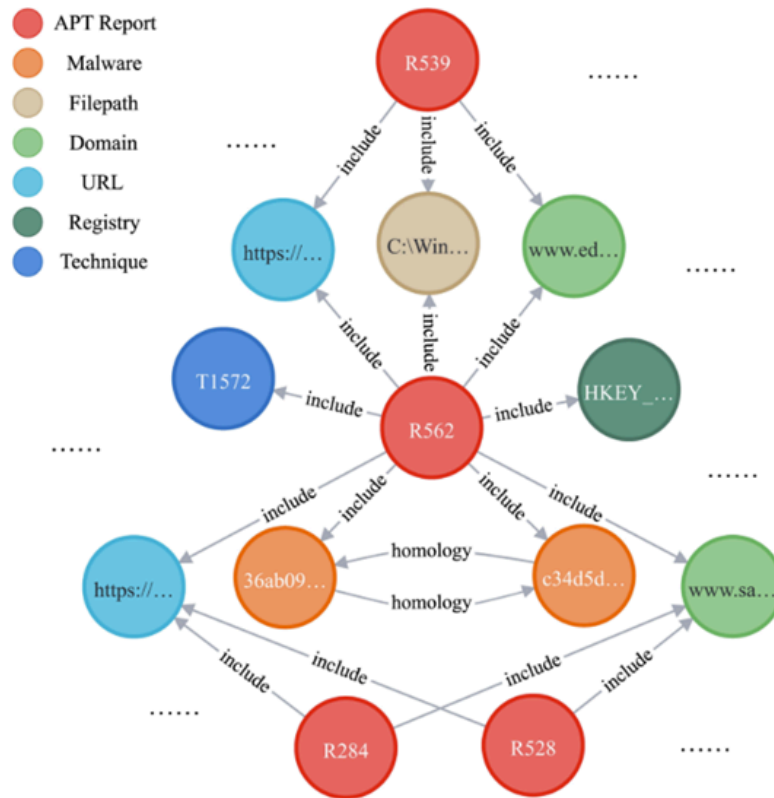 APT Report
Malware
Filepath
Domain
URL
Registry
Technique
R539
......
......
include
include
include
https://...
C:\Win...
www.ed...
......
include
include
include
T1572
HKEY_...
include
include
R562
......
......
include
include
include
include
homology
https://...
36ab09...
c34d5d...
www.sa...
homology
include
include
include
include
......
R284
R528
......